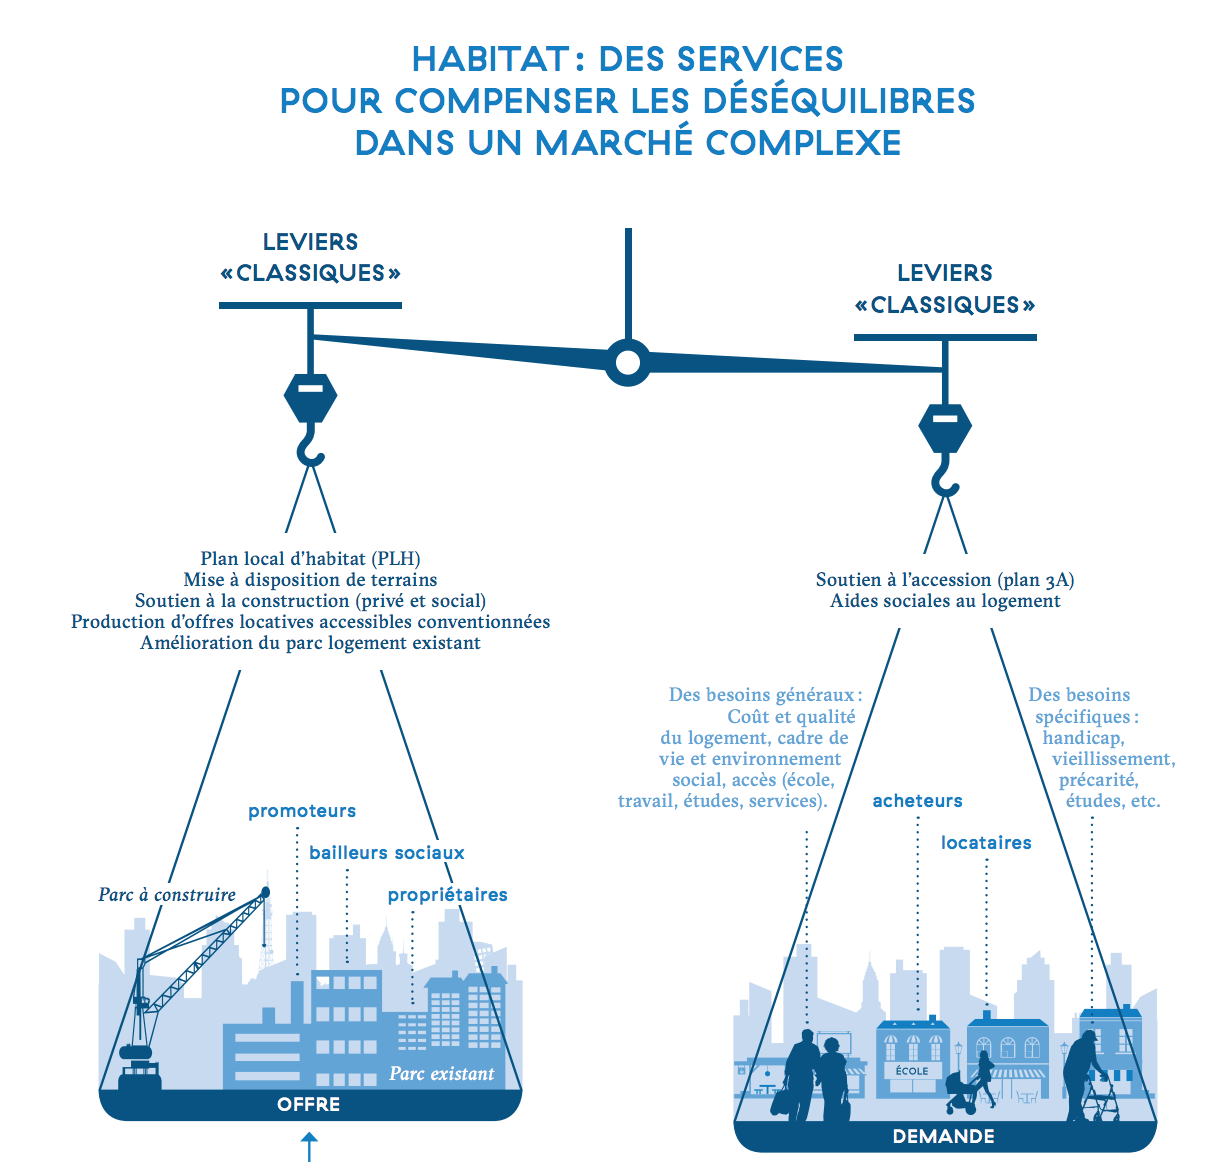 HABITAT : DES SERVICES
POUR COMPENSER LES DÉSÉQUILIBRES
DANS UN MARCHÉ COMPLEXE
LEVIERS
« CLASSIQUES »
LEVIERS
« CLASSIQUES »
Plan local d’habitat (PLH)
Mise à disposition de terrains
Soutien à la construction (privé et social)
Production d’offres locatives accessibles conventionnées
Amélioration du parc logement existant
Soutien à l’accession (plan 3A)
Aides sociales au logement
Des besoins généraux :
Coût et qualité
du logement, cadre de
vie et environnement
social, accès (école,
travail, études, services).
Des besoins
spécifiques :
handicap,
vieillissement,
précarité,
études, etc.
promoteurs
bailleurs sociaux
propriétaires
Parc à construire
acheteurs
locataires
Parc existant
ÉCOLE
OFFRE
DEMANDE